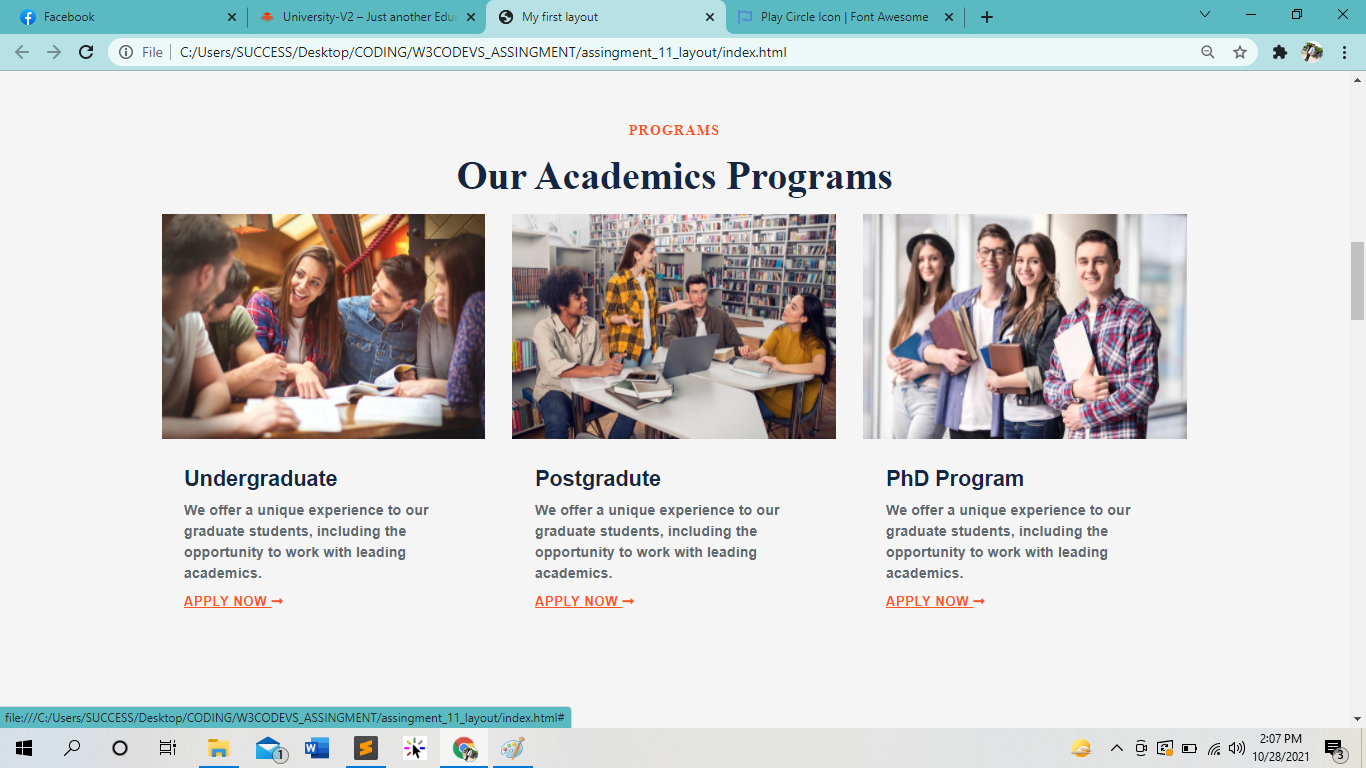 Facebook
University-V2 – Just another Edu
My first layout
Play Circle Icon | Font Awesome
File
C:/Users/SUCCESS/Desktop/CODING/W3CODEVS_ASSINGMENT/assingment_11_layout/index.html
PROGRAMS
Our Academics Programs
Undergraduate
We offer a unique experience to our
graduate students, including the
opportunity to work with leading
academics.
APPLY NOW
Postgradute
We offer a unique experience to our
graduate students, including the
opportunity to work with leading
academics.
APPLY NOW
PhD Program
We offer a unique experience to our
graduate students, including the
opportunity to work with leading
academics.
APPLY NOW
file:///C:/Users/SUCCESS/Desktop/CODING/W3CODEVS_ASSINGMENT/assingment_11_layout/index.html#
1
2:07 PM
10/28/2021
3